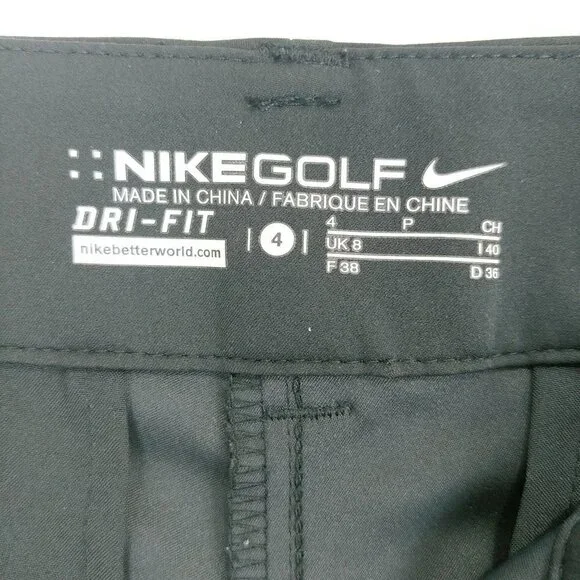 NIKEGOLF
MADE IN CHINA / FABRIQUE EN CHINE
DRI-FIT
nikebetterworld.com
4
4 P CH
UK 8 I 40
F 38 D 36